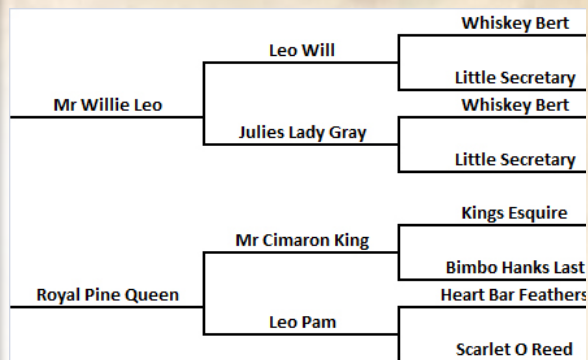 Whiskey Bert
Leo Will
Little Secretary
Mr Willie Leo
Whiskey Bert
Julies Lady Gray
Little Secretary
Kings Esquire
Mr Cimaron King
Bimbo Hanks Last
Royal Pine Queen
Heart Bar Feathers
Leo Pam
Scarlet O Reed